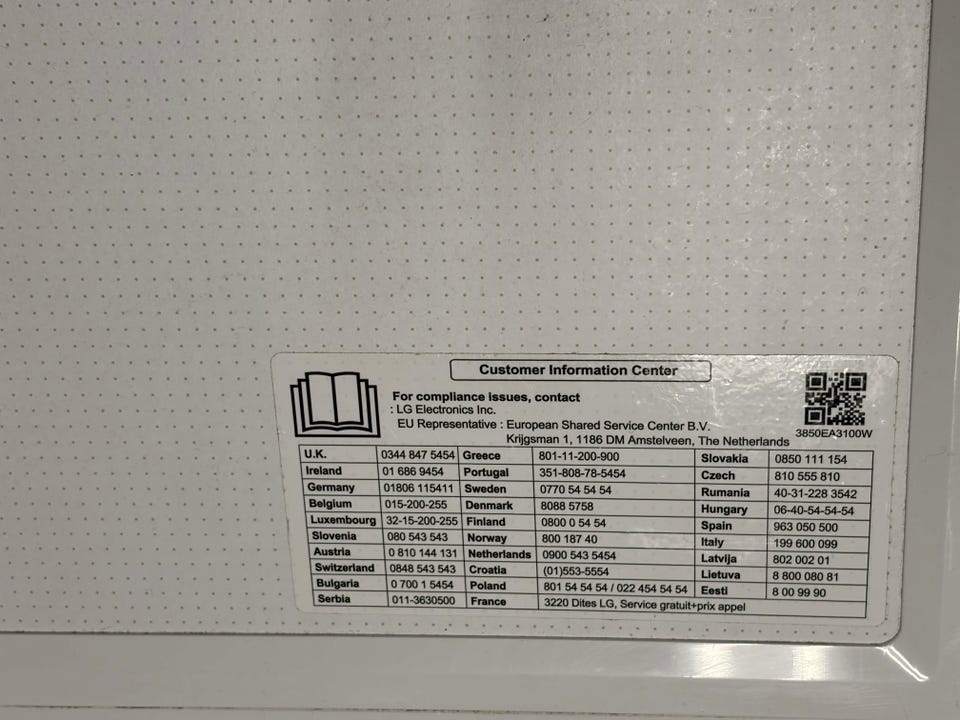 Customer Information Center
For compliance issues, contact
: LG Electronics Inc.
EU Representative : European Shared Service Center B.V.
Krijgsman 1, 1186 DM Amstelveen, The Netherlands
3850EA3100W
U.K. 0344 847 5454 Greece 801-11-200-900 Slovakia 0850 111 154
Ireland 01 686 9454 Portugal 351-808-78-5454 Czech 810 555 810
Germany 01806 115411 Sweden 0770 54 54 54 Rumania 40-31-228 3542
Belgium 015-200-255 Denmark 8088 5758 Hungary 06-40-54-54-54
Luxembourg 32-15-200-255 Finland 0800 0 54 54 Spain 963 050 500
Slovenia 080 543 543 Norway 800 187 40 Italy 199 600 099
Austria 0 810 144 131 Netherlands 0900 543 5454 Latvija 802 002 01
Switzerland 0848 543 543 Croatia (01)553-5554 Lietuva 8 800 080 81
Bulgaria 0 700 1 5454 Poland 801 54 54 54 / 022 454 54 54 Eesti 8 00 99 90
Serbia 011-3630500 France 3220 Dites LG, Service gratuit+prix appel